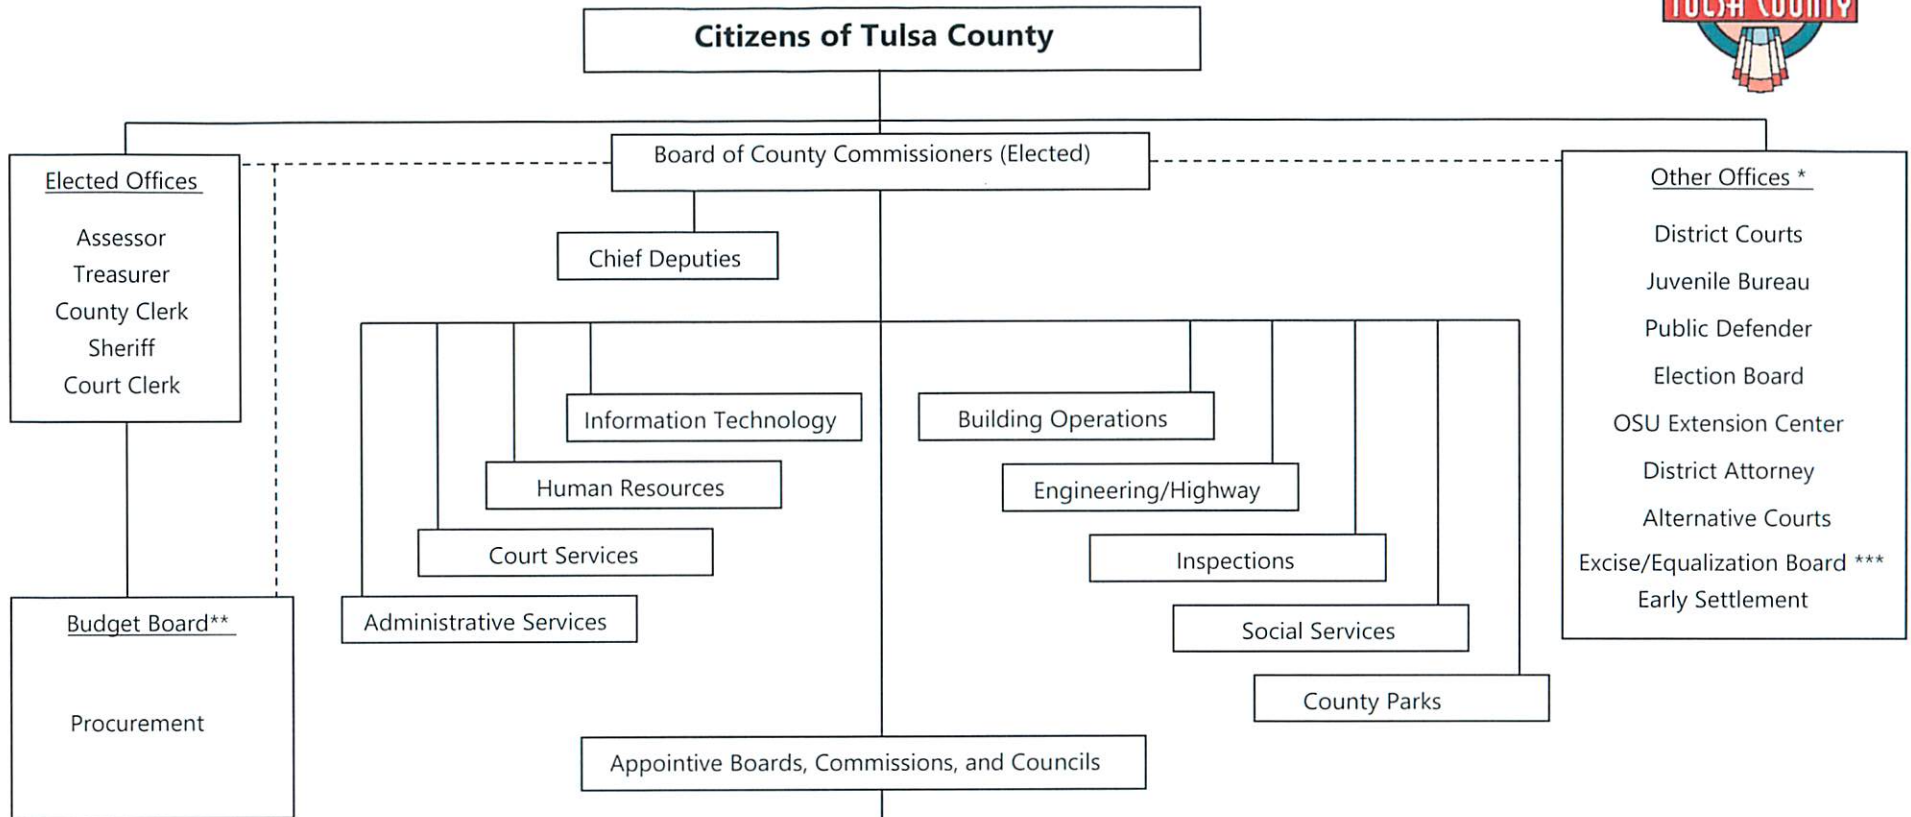 TULSA COUNTY
Citizens of Tulsa County
Board of County Commissioners (Elected)
Elected Offices
Assessor
Treasurer
County Clerk
Sheriff
Court Clerk
Chief Deputies
Other Offices *
District Courts
Juvenile Bureau
Public Defender
Election Board
OSU Extension Center
District Attorney
Alternative Courts
Excise/Equalization Board ***
Early Settlement
Information Technology
Human Resources
Court Services
Administrative Services
Building Operations
Engineering/Highway
Inspections
Social Services
County Parks
Budget Board**
Procurement
Appointive Boards, Commissions, and Councils